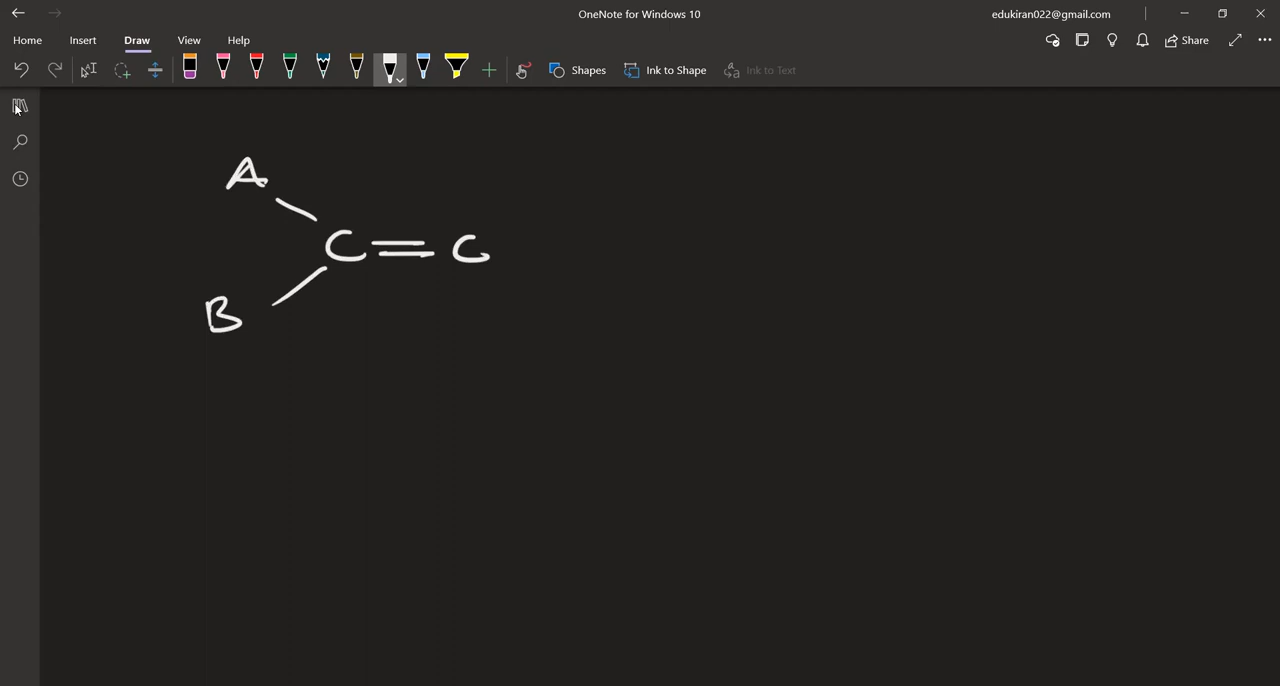 OneNote for Windows 10
edukiran022@gmail.com
Home Insert Draw View Help
Share
Shapes Ink to Shape Ink to Text
A
C = C
B